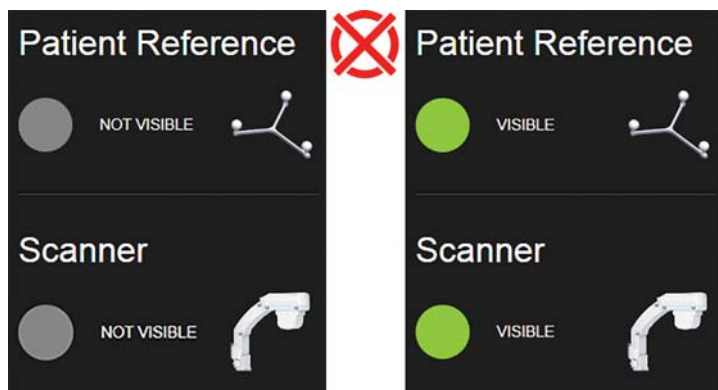 Patient Reference
NOT VISIBLE
Scanner
NOT VISIBLE
Patient Reference
VISIBLE
Scanner
VISIBLE